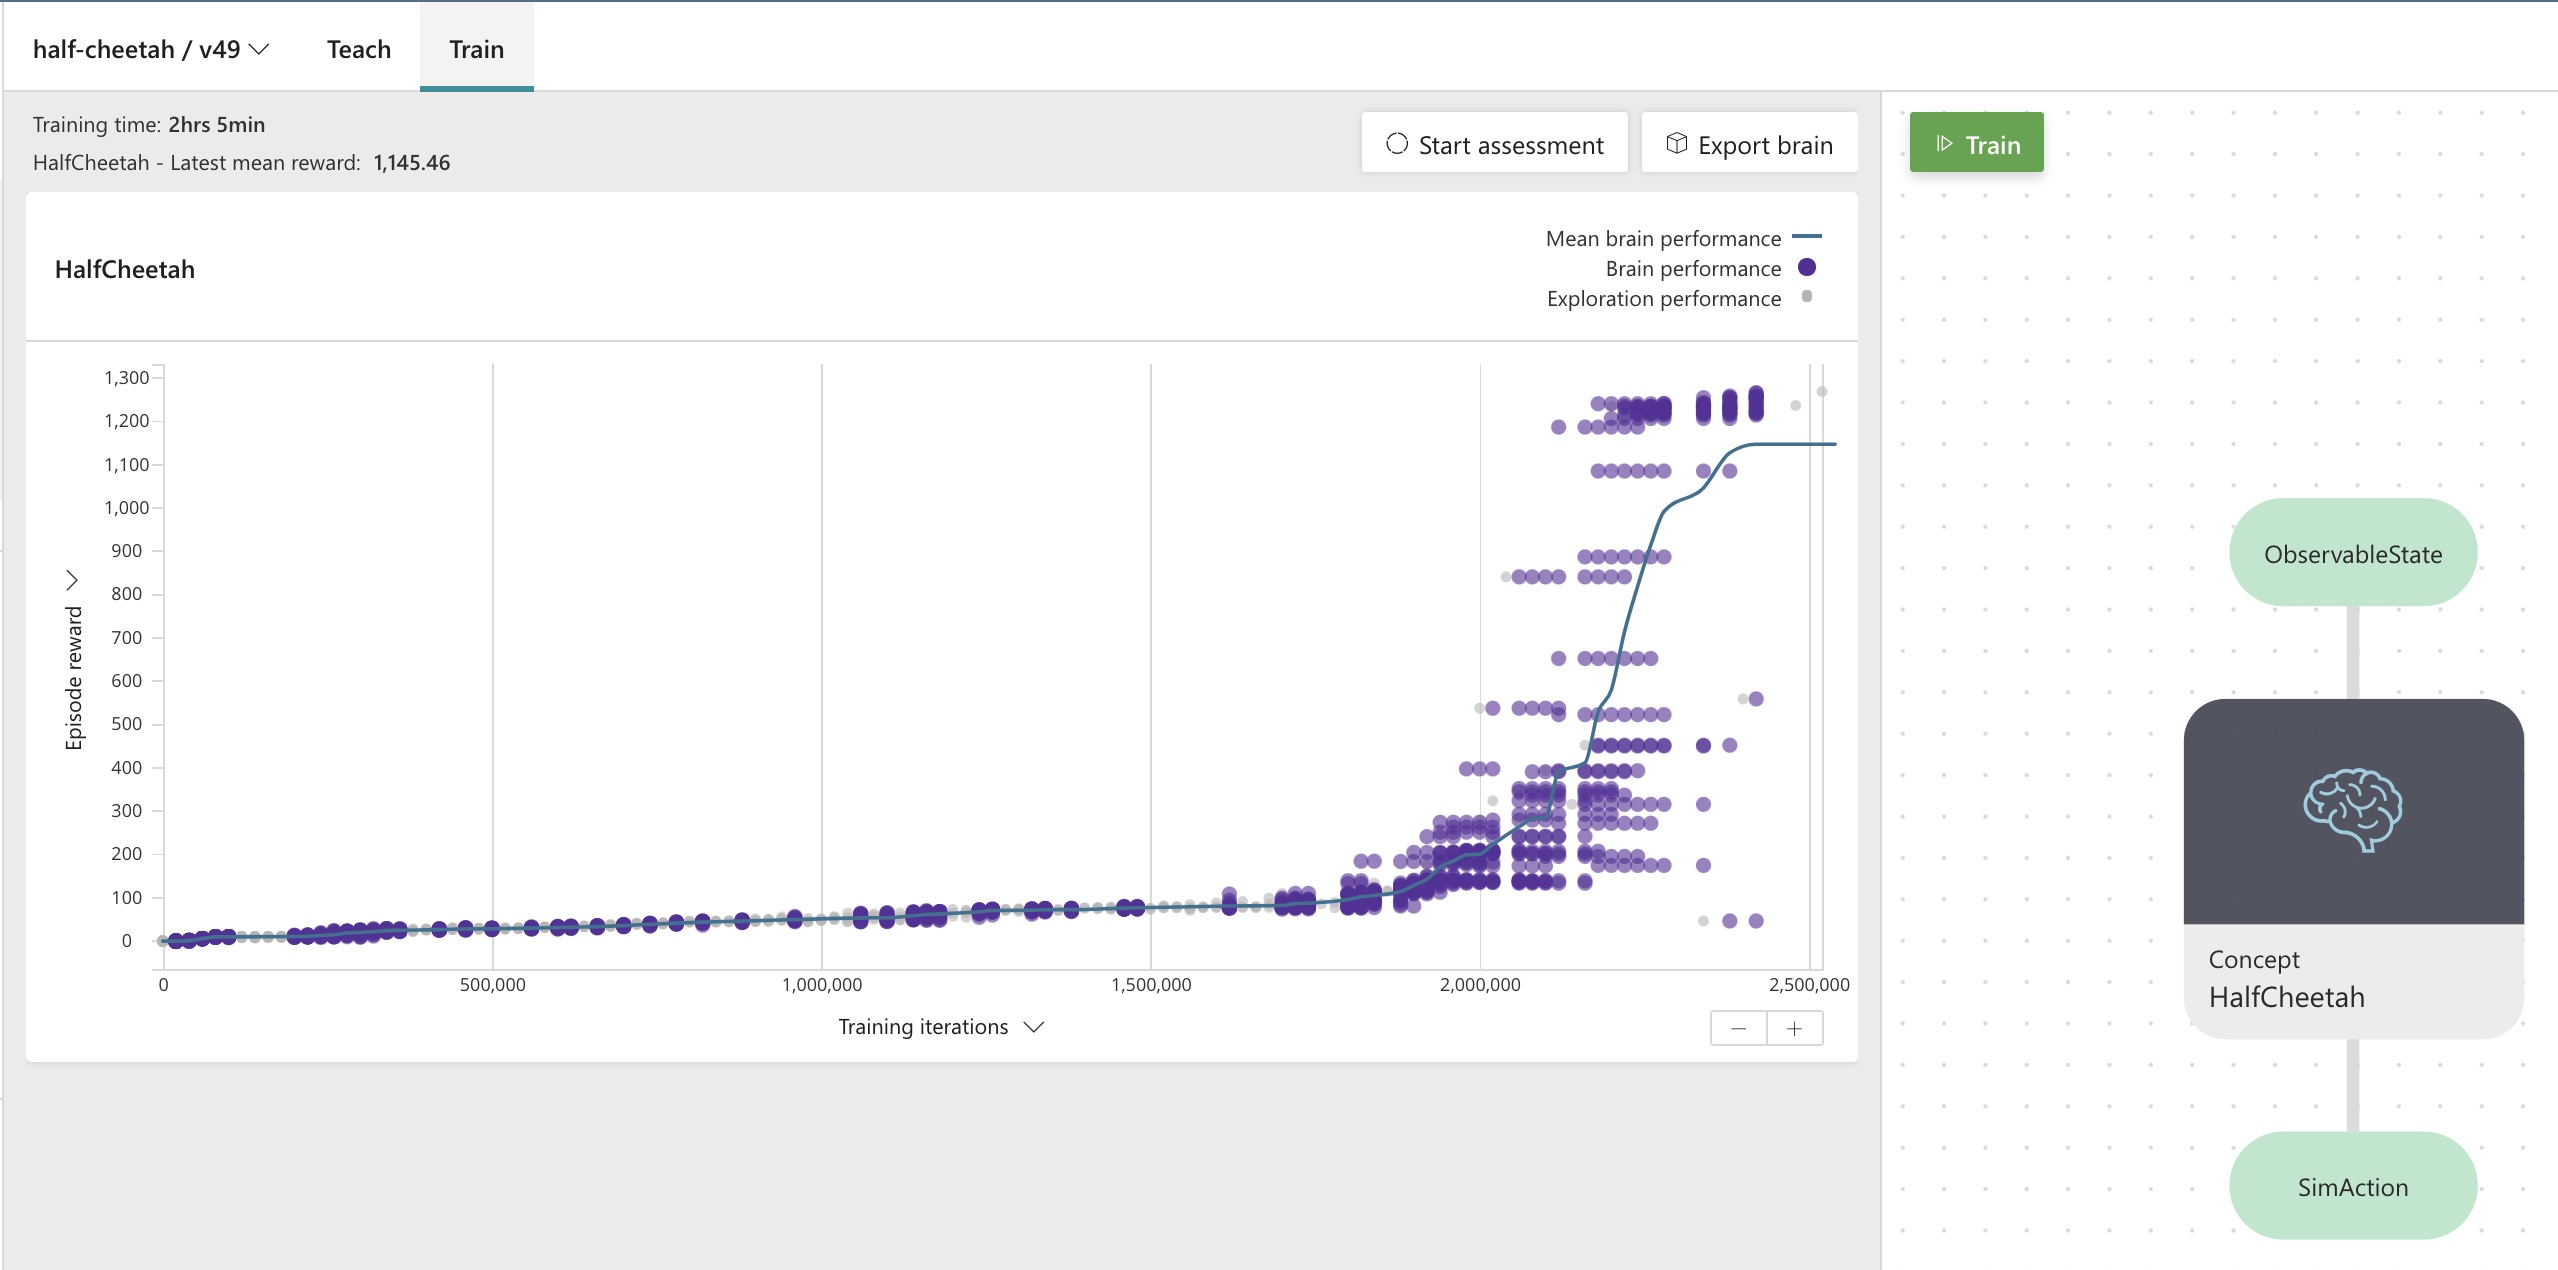 half-cheetah / v49
Teach
Train
Training time: 2hrs 5min
HalfCheetah - Latest mean reward: 1,145.46
Start assessment
Export brain
Train
HalfCheetah
Mean brain performance
Brain performance
Exploration performance
Episode reward
1,300
1,200
1,100
1,000
900
800
700
600
500
400
300
200
100
0
0
500,000
1,000,000
1,500,000
2,000,000
2,500,000
Training iterations
ObservableState
Concept
HalfCheetah
SimAction